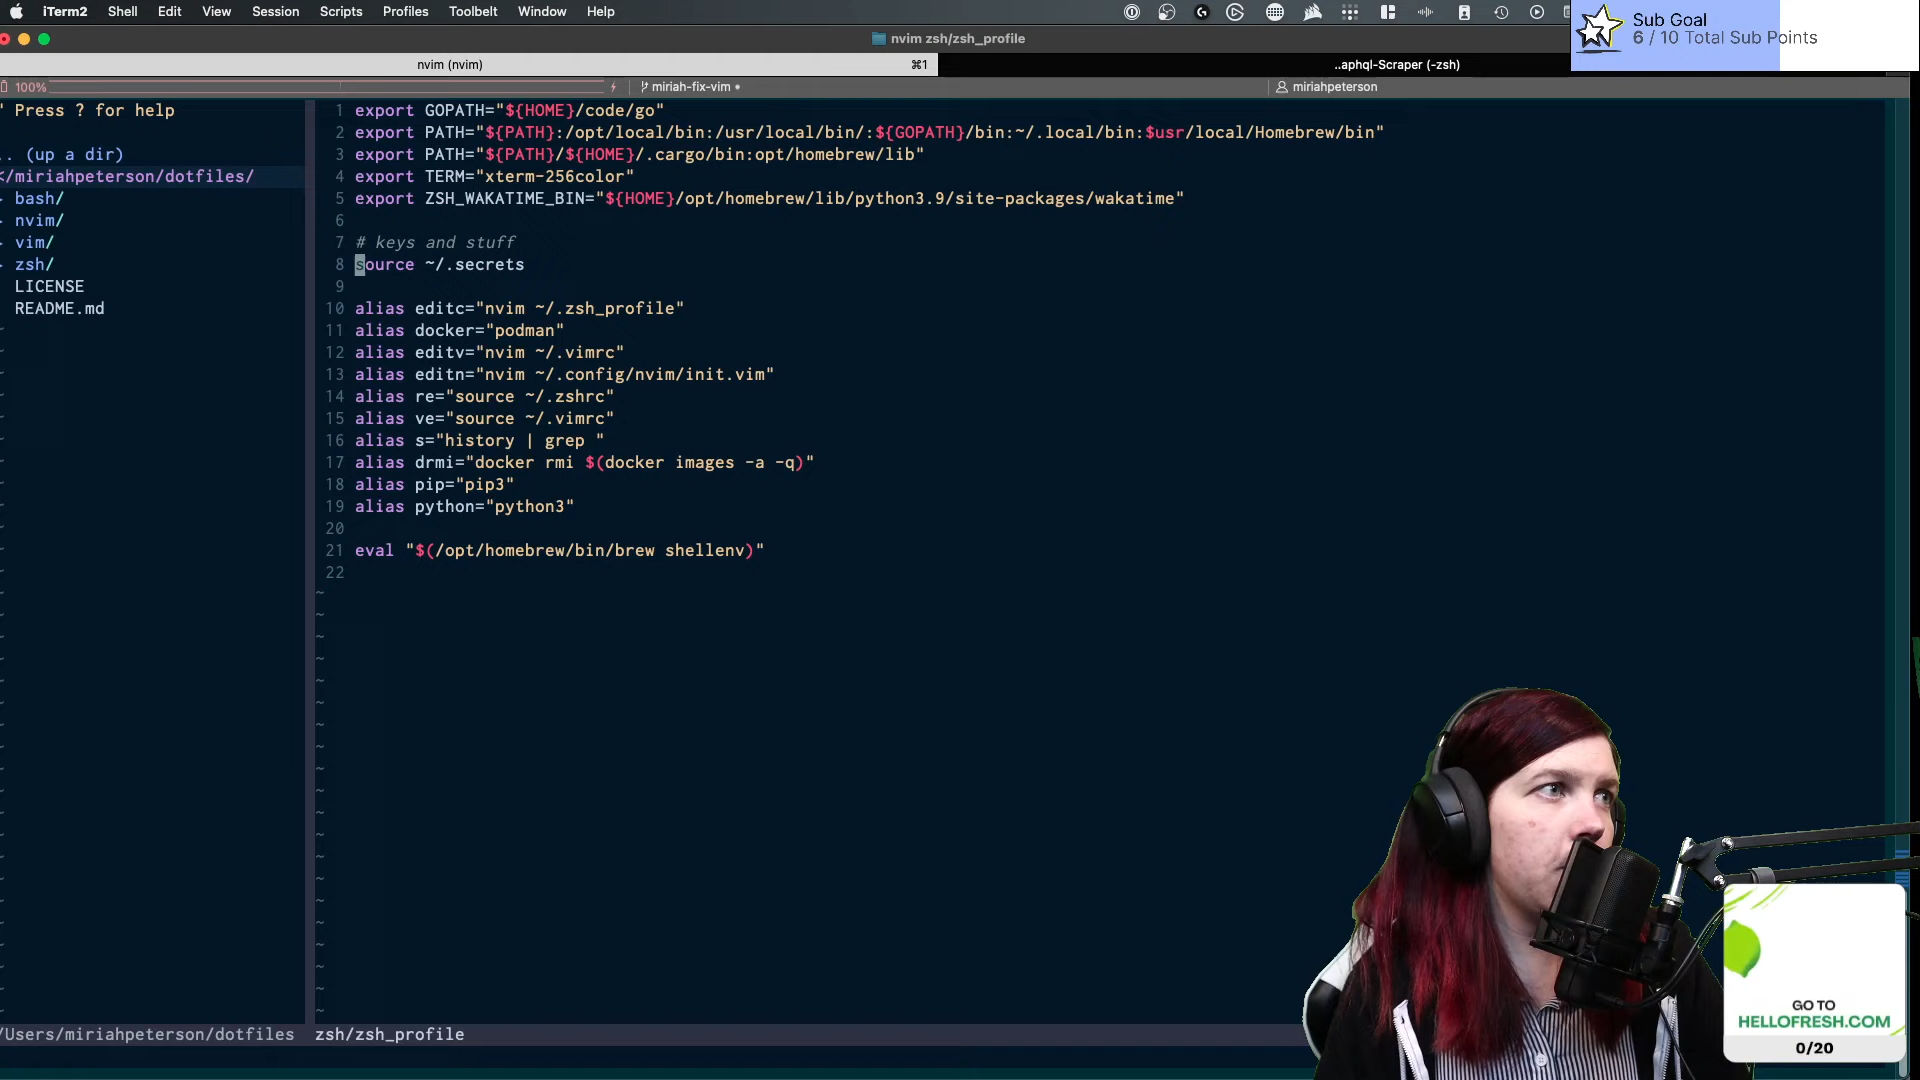 iTerm2 Shell Edit View Session Scripts Profiles Toolbelt Window Help
Sub Goal
6 / 10 Total Sub Points
nvim zsh/zsh_profile
nvim (nvim) ⌘1 ..aphql-Scraper (-zsh)
100% miriah-fix-vim • miriahpeterson
" Press ? for help
.. (up a dir)
</miriahpeterson/dotfiles/
bash/
nvim/
vim/
zsh/
LICENSE
README.md
1 export GOPATH="${HOME}/code/go"
2 export PATH="${PATH}:/opt/local/bin:/usr/local/bin/:${GOPATH}/bin:~/.local/bin:$usr/local/Homebrew/bin"
3 export PATH="${PATH}/${HOME}/.cargo/bin:opt/homebrew/lib"
4 export TERM="xterm-256color"
5 export ZSH_WAKATIME_BIN="${HOME}/opt/homebrew/lib/python3.9/site-packages/wakatime"
6
7 # keys and stuff
8 source ~/.secrets
9
10 alias editc="nvim ~/.zsh_profile"
11 alias docker="podman"
12 alias editv="nvim ~/.vimrc"
13 alias editn="nvim ~/.config/nvim/init.vim"
14 alias re="source ~/.zshrc"
15 alias ve="source ~/.vimrc"
16 alias s="history | grep "
17 alias drmi="docker rmi $(docker images -a -q)"
18 alias pip="pip3"
19 alias python="python3"
20
21 eval "$(/opt/homebrew/bin/brew shellenv)"
22
/Users/miriahpeterson/dotfiles zsh/zsh_profile
GO TO
HELLOFRESH.COM
0/20